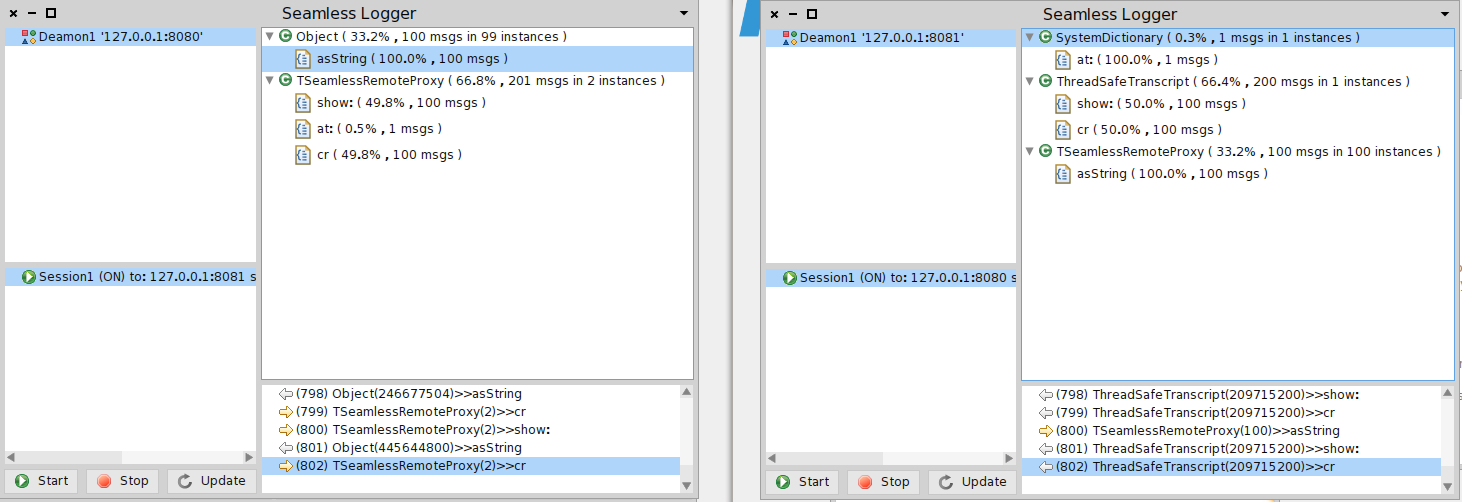 Seamless Logger
Deamon1 '127.0.0.1:8080'
Object ( 33.2% , 100 msgs in 99 instances )
asString ( 100.0% , 100 msgs )
TSeamlessRemoteProxy ( 66.8% , 201 msgs in 2 instances )
show: ( 49.8% , 100 msgs )
at: ( 0.5% , 1 msgs )
cr ( 49.8% , 100 msgs )
Session1 (ON) to: 127.0.0.1:8081 s
(798) Object(246677504)>>asString
(799) TSeamlessRemoteProxy(2)>>cr
(800) TSeamlessRemoteProxy(2)>>show:
(801) Object(445644800)>>asString
(802) TSeamlessRemoteProxy(2)>>cr
Start Stop Update
Seamless Logger
Deamon1 '127.0.0.1:8081'
SystemDictionary ( 0.3% , 1 msgs in 1 instances )
at: ( 100.0% , 1 msgs )
ThreadSafeTranscript ( 66.4% , 200 msgs in 1 instances )
show: ( 50.0% , 100 msgs )
cr ( 50.0% , 100 msgs )
TSeamlessRemoteProxy ( 33.2% , 100 msgs in 100 instances )
asString ( 100.0% , 100 msgs )
Session1 (ON) to: 127.0.0.1:8080 s
(798) ThreadSafeTranscript(209715200)>>show:
(799) ThreadSafeTranscript(209715200)>>cr
(800) TSeamlessRemoteProxy(100)>>asString
(801) ThreadSafeTranscript(209715200)>>show:
(802) ThreadSafeTranscript(209715200)>>cr
Start Stop Update